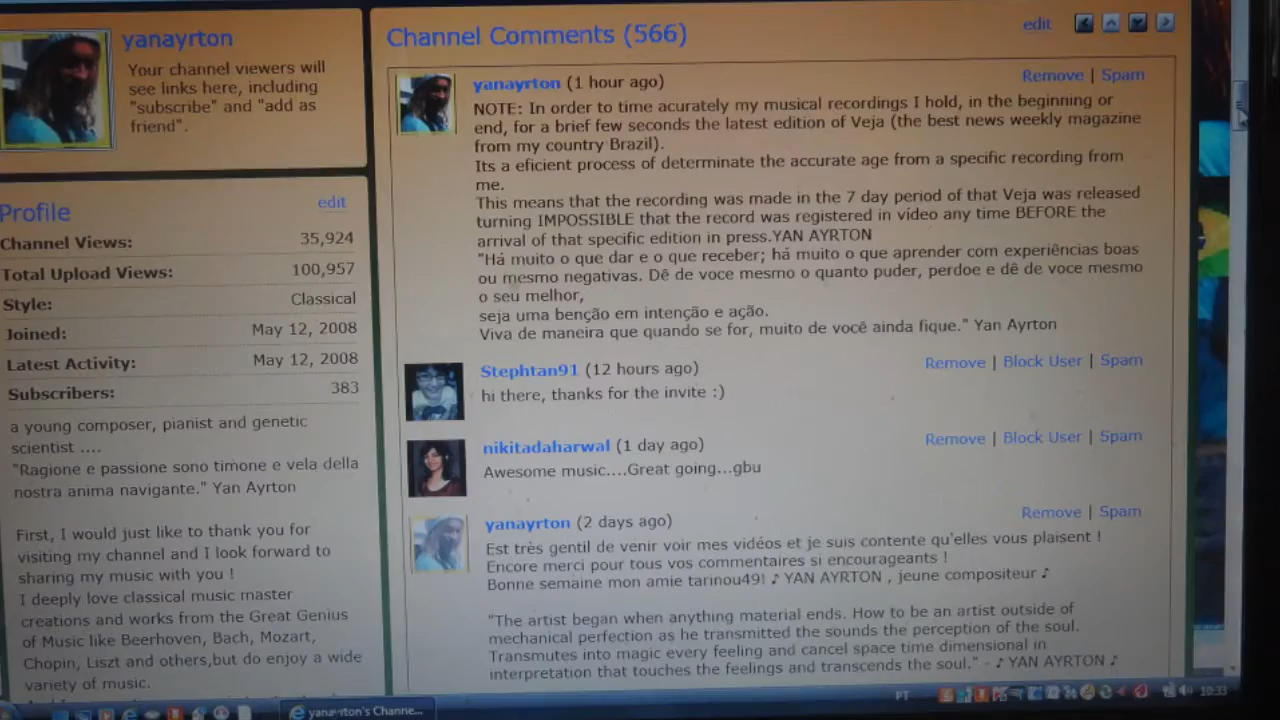 yanayrton
Your channel viewers will
see links here, including
"subscribe" and "add as
friend".
Profile
edit
Channel Views: 35,924
Total Upload Views: 100,957
Style: Classical
Joined: May 12, 2008
Latest Activity: May 12, 2008
Subscribers: 383
a young composer, pianist and genetic
scientist ....
"Ragione e passione sono timone e vela della
nostra anima navigante." Yan Ayrton
First, I would just like to thank you for
visiting my channel and I look forward to
sharing my music with you !
I deeply love classical music master
creations and works from the Great Genius
of Music like Beerhoven, Bach, Mozart,
Chopin, Liszt and others,but do enjoy a wide
variety of music.
Channel Comments (566)
edit
yanayrton (1 hour ago)
Remove | Spam
NOTE: In order to time acurately my musical recordings I hold, in the beginning or
end, for a brief few seconds the latest edition of Veja (the best news weekly magazine
from my country Brazil).
Its a eficient process of determinate the accurate age from a specific recording from
me.
This means that the recording was made in the 7 day period of that Veja was released
turning IMPOSSIBLE that the record was registered in vídeo any time BEFORE the
arrival of that specific edition in press.YAN AYRTON
"Há muito o que dar e o que receber; há muito o que aprender com experiências boas
ou mesmo negativas. Dê de voce mesmo o quanto puder, perdoe e dê de voce mesmo
o seu melhor,
seja uma benção em intenção e ação.
Viva de maneira que quando se for, muito de você ainda fique." Yan Ayrton
Stephtan91 (12 hours ago)
Remove | Block User | Spam
hi there, thanks for the invite :)
nikitadaharwal (1 day ago)
Remove | Block User | Spam
Awesome music....Great going...gbu
yanayrton (2 days ago)
Remove | Spam
Est très gentil de venir voir mes vidéos et je suis contente qu'elles vous plaisent !
Encore merci pour tous vos commentaires si encourageants !
Bonne semaine mon amie tarinou49! ♪ YAN AYRTON , jeune compositeur ♪
"The artist began when anything material ends. How to be an artist outside of
mechanical perfection as he transmitted the sounds the perception of the soul.
Transmutes into magic every feeling and cancel space time dimensional in
interpretation that touches the feelings and transcends the soul." - ♪ YAN AYRTON ♪
yanayrton's Channe...
PT
10:33